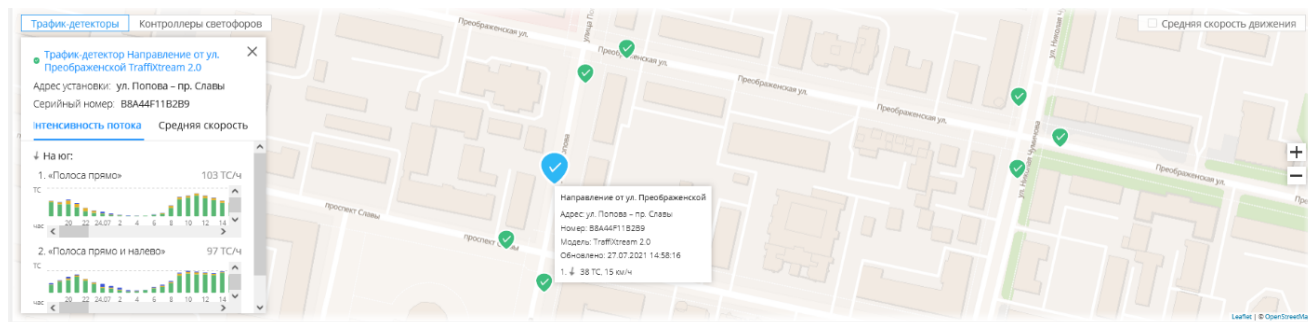 Трафик-детекторы
Контроллеры светофоров
Средняя скорость движения
Трафик-детектор Направление от ул.
Преображенской TraffiXtream 2.0
Адрес установки: ул. Попова – пр. Славы
Серийный номер: B8A44F11B2B9
Интенсивность потока
Средняя скорость
На юг:
1. «Полоса прямо»
103 ТС/ч
ТС
час
20 22 24.07 2 4 6 8 10 12 14
2. «Полоса прямо и налево»
97 ТС/ч
ТС
час
20 22 24.07 2 4 6 8 10 12 14
Преображенская ул.
Преображенская ул.
Преображенская ул.
Преображенская ул.
Преображенская ул.
проспект Славы
проспект Славы
Направление от ул. Преображенской
Адрес: ул. Попова – пр. Славы
Номер: B8A44F11B2B9
Модель: TraffiXtream 2.0
Обновлено: 27.07.2021 14:58:16
1. 38 ТС, 15 км/ч
+
−
Leaflet | © OpenStreetMa